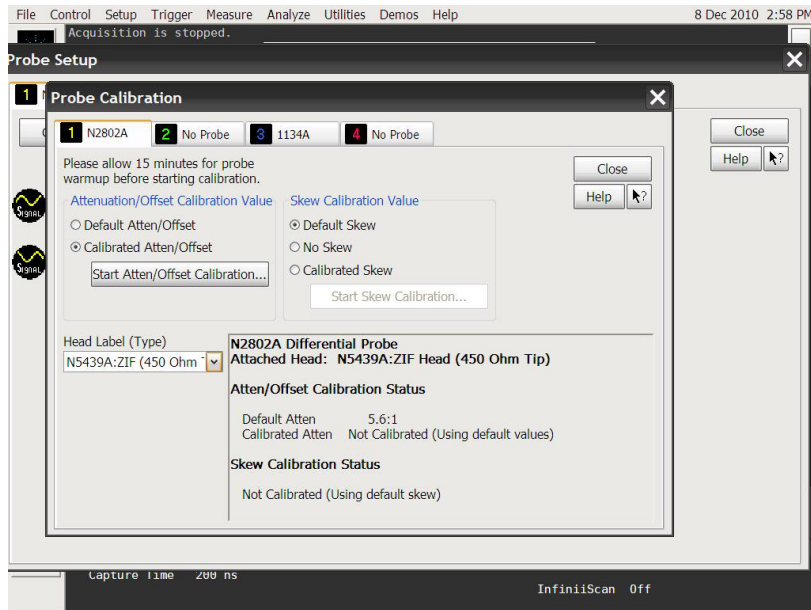 File Control Setup Trigger Measure Analyze Utilities Demos Help 8 Dec 2010 2:58 PM
Acquisition is stopped.
Probe Setup
1
Probe Calibration
1 N2802A 2 No Probe 3 1134A 4 No Probe
Close
Help ?
Please allow 15 minutes for probe
warmup before starting calibration.
Close
Help ?
Attenuation/Offset Calibration Value
Default Atten/Offset
Calibrated Atten/Offset
Start Atten/Offset Calibration...
Skew Calibration Value
Default Skew
No Skew
Calibrated Skew
Start Skew Calibration...
SIGNAL
SIGNAL
Head Label (Type)
N5439A:ZIF (450 Ohm
N2802A Differential Probe
Attached Head: N5439A:ZIF Head (450 Ohm Tip)
Atten/Offset Calibration Status
Default Atten 5.6:1
Calibrated Atten Not Calibrated (Using default values)
Skew Calibration Status
Not Calibrated (Using default skew)
Capture Time 200 ns
InfiniiScan Off